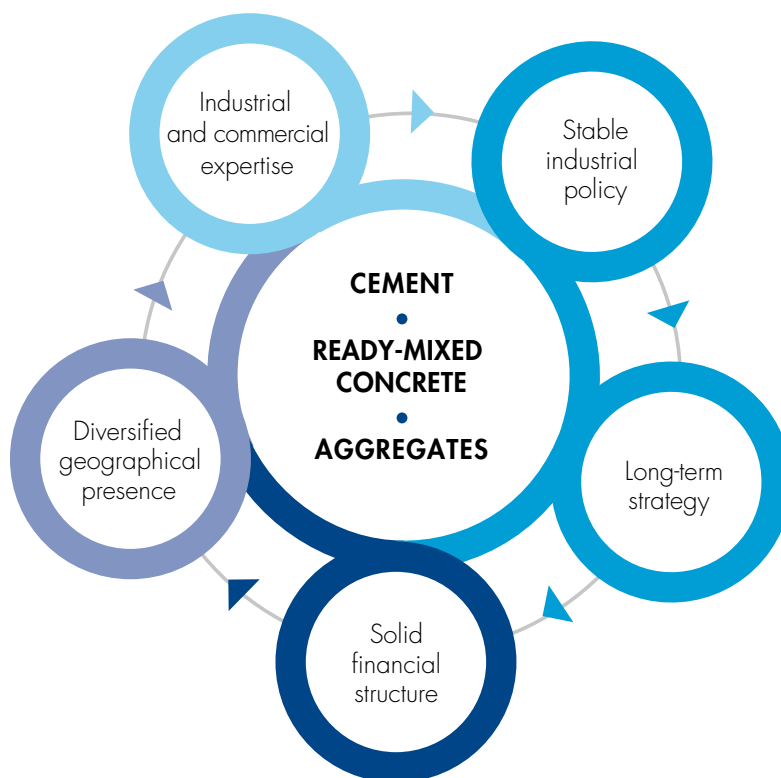 Industrial
and commercial
expertise
Stable
industrial
policy
CEMENT
•
READY-MIXED
CONCRETE
•
AGGREGATES
Diversified
geographical
presence
Long-term
strategy
Solid
financial
structure